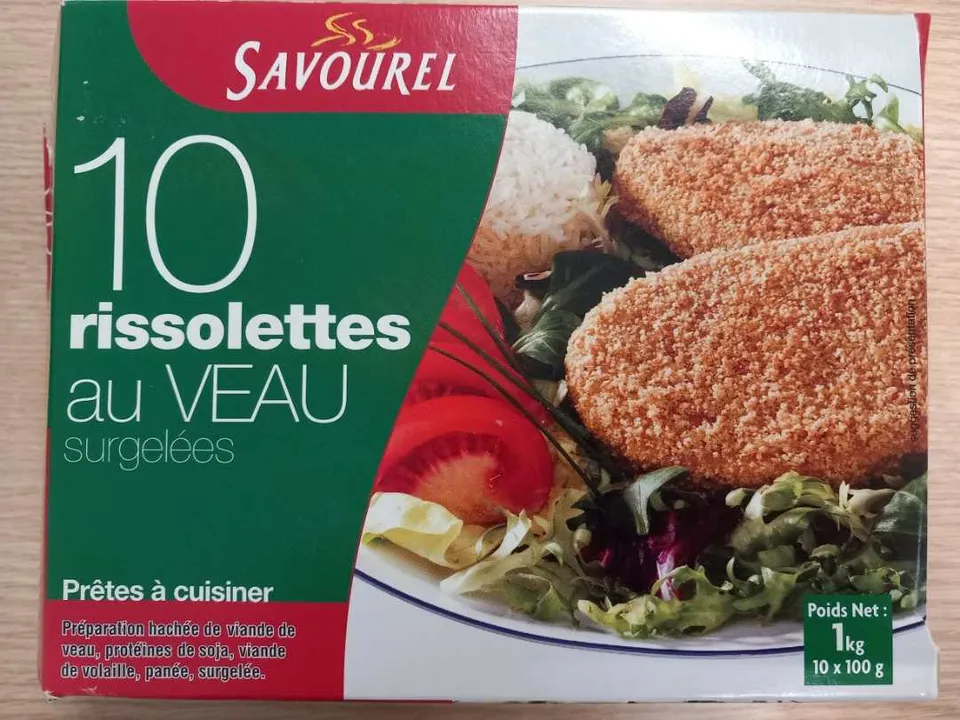 SAVOUREL
10
rissolettes
au VEAU
surgelées
Prêtes à cuisiner
Préparation hachée de viande de
veau, protéines de soja, viande
de volaille, panée, surgelée.
suggestion de présentation
Poids Net :
1kg
10 x 100 g